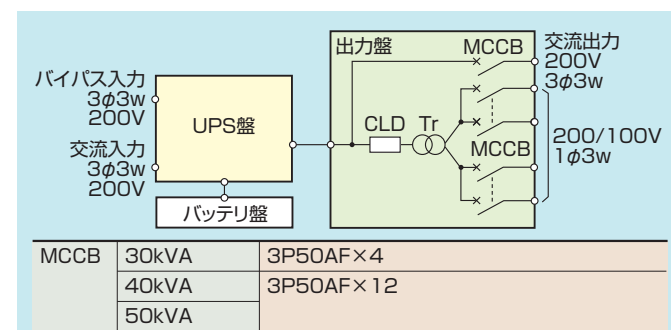 出力盤
MCCB
交流出力
200V
3φ3w
バイパス入力
3φ3w
200V
UPS盤
交流入力
3φ3w
200V
バッテリ盤
CLD
Tr
MCCB
200/100V
1φ3w
MCCB
30kVA
3P50AF×4
40kVA
3P50AF×12
50kVA